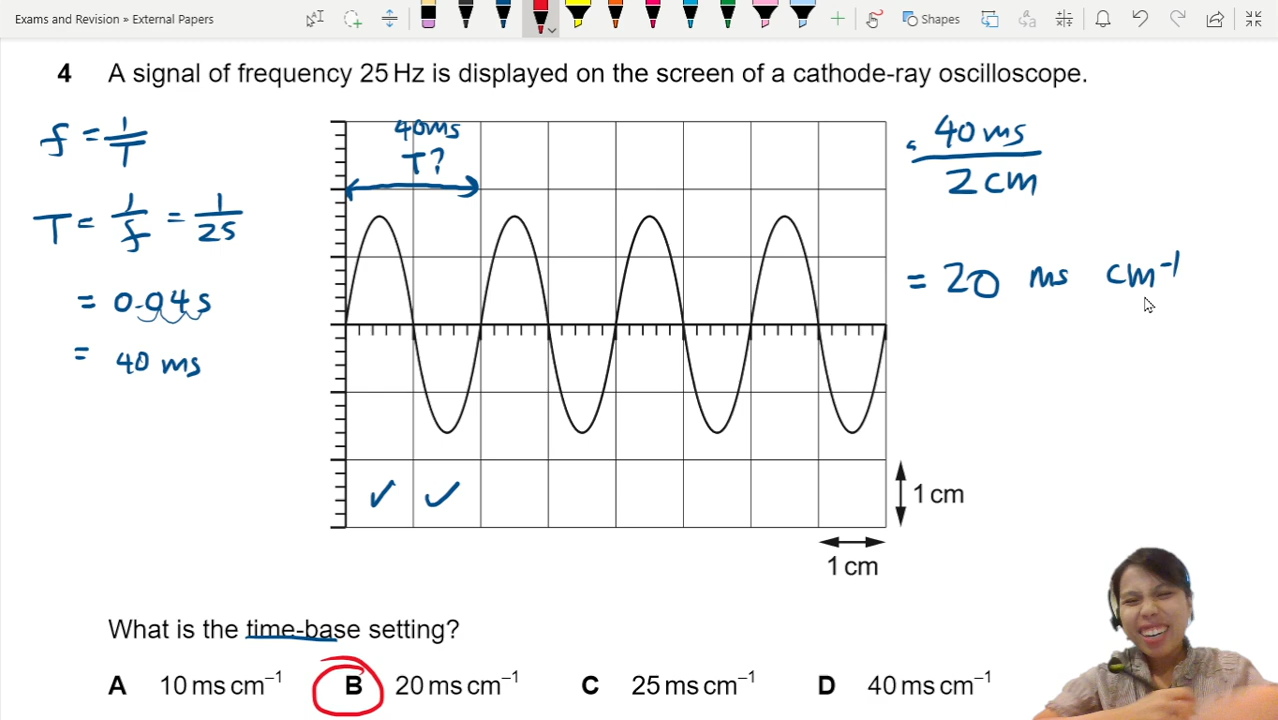 Exams and Revision » External Papers
Shapes
4 A signal of frequency 25 Hz is displayed on the screen of a cathode-ray oscilloscope.
f = 1/T
T = 1/f = 1/25
= 0.04s
= 40 ms
40ms
T?
40 ms / 2 cm
= 20 ms cm⁻¹
1 cm
1 cm
What is the time-base setting?
A 10 ms cm⁻¹ B 20 ms cm⁻¹ C 25 ms cm⁻¹ D 40 ms cm⁻¹